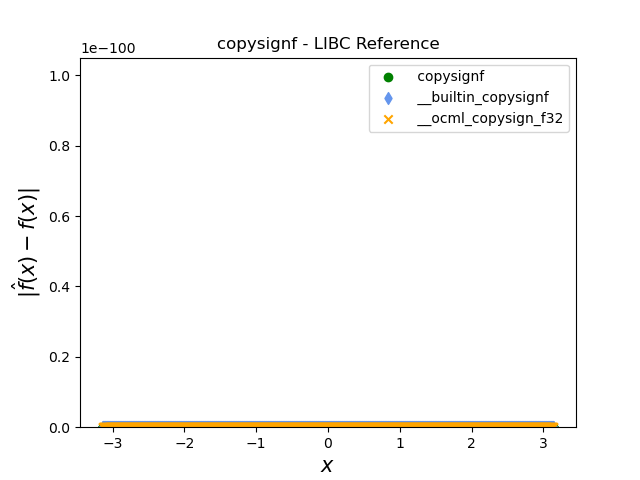 copysignf - LIBC Reference
1e−100
1.0
0.8
0.6
0.4
0.2
0.0
|f̂(x) − f(x)|
copysignf
__builtin_copysignf
__ocml_copysign_f32
−3
−2
−1
0
1
2
3
x